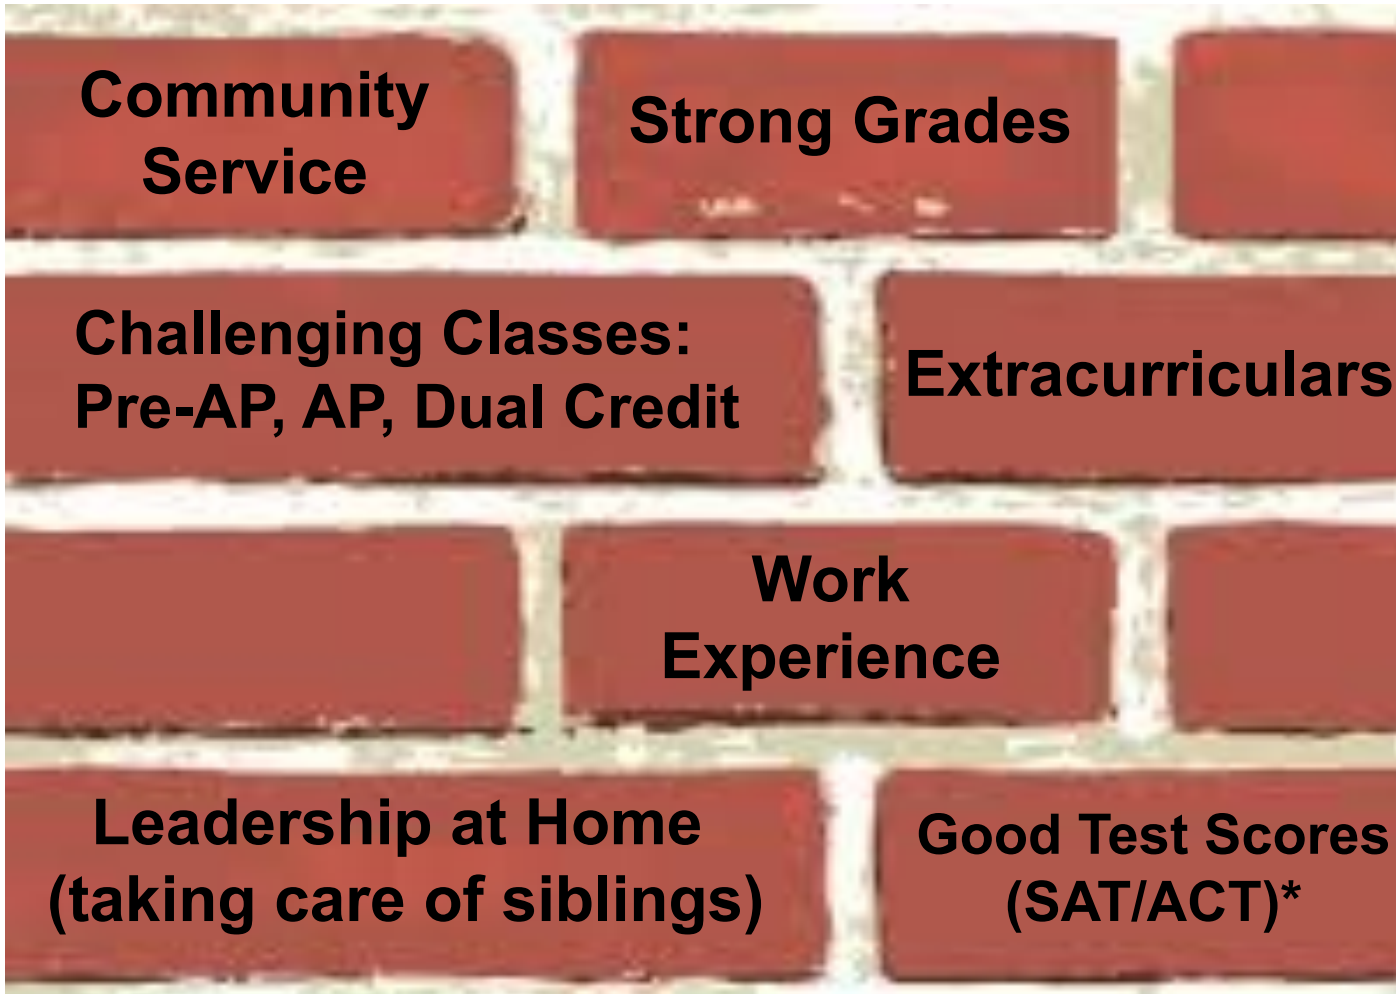 Community
Service
Strong Grades
Challenging Classes:
Pre-AP, AP, Dual Credit
Extracurriculars
Work
Experience
Leadership at Home
(taking care of siblings)
Good Test Scores
(SAT/ACT)*